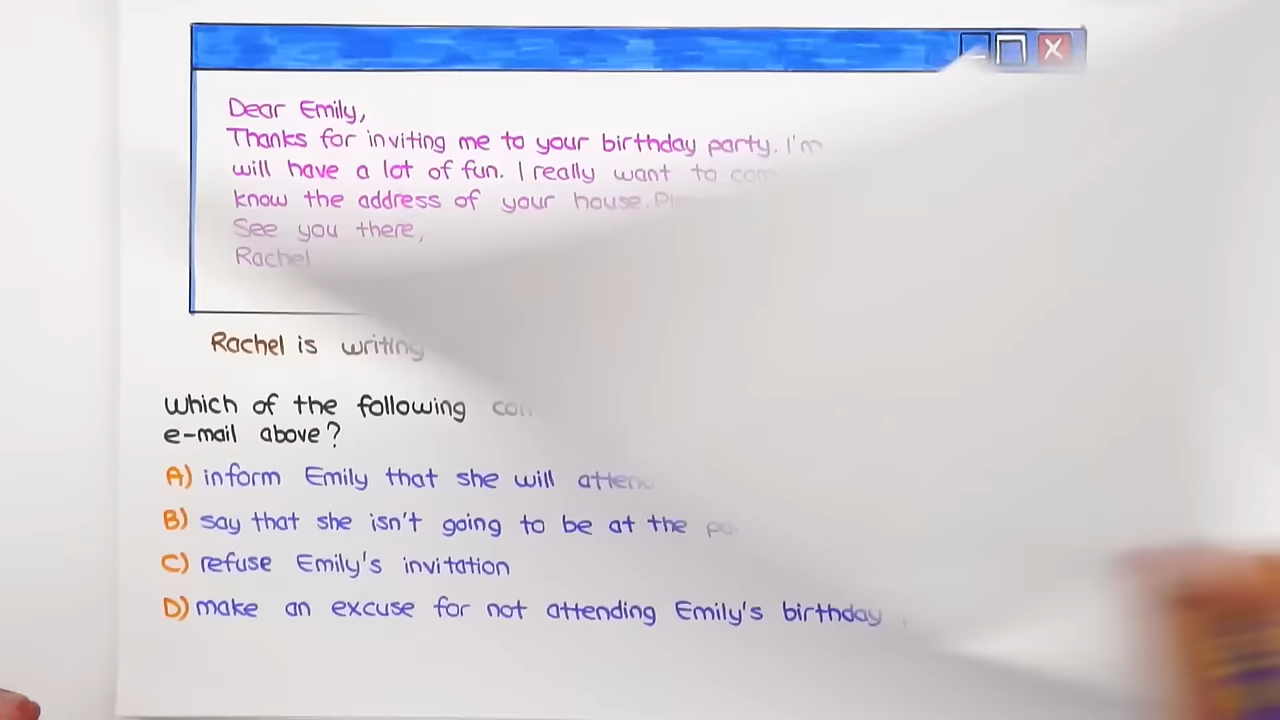 Dear Emily,
Thanks for inviting me to your birthday party. I'm
will have a lot of fun. I really want to
know the address of your house.
See you there,
Rachel
Rachel is writing
Which of the following
e-mail above?
A) inform Emily that she will
B) say that she isn't going to be at the
C) refuse Emily's invitation
D) make an excuse for not attending Emily's birthday